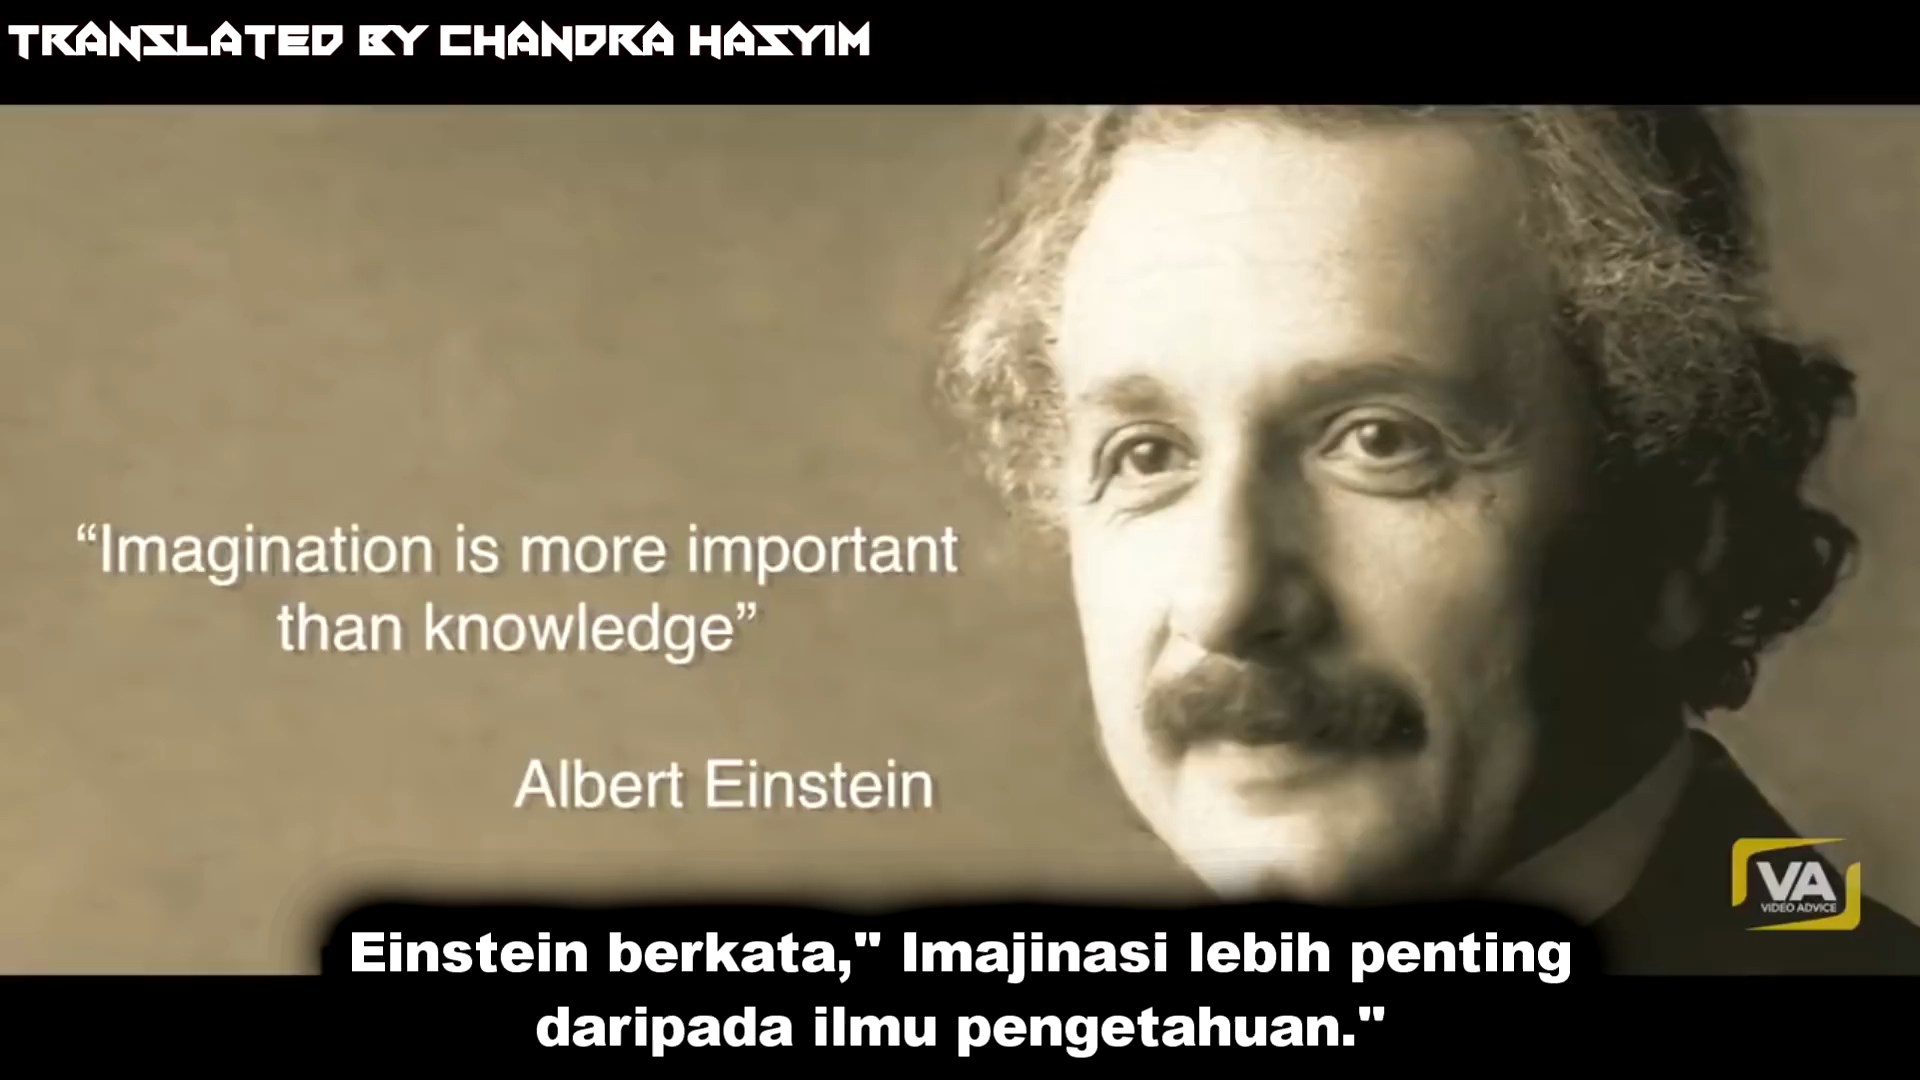 TRANSLATED BY CHANDRA HASYIM
“Imagination is more important
than knowledge”
Albert Einstein
VA
VIDEO ADVICE
Einstein berkata," Imajinasi lebih penting
daripada ilmu pengetahuan."